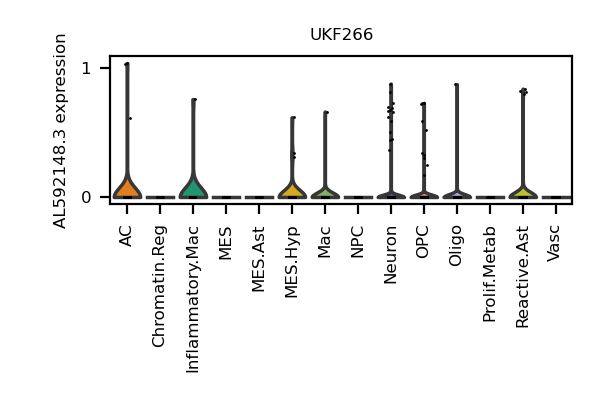 UKF266
AL592148.3 expression
1
0
AC
Chromatin.Reg
Inflammatory.Mac
MES
MES.Ast
MES.Hyp
Mac
NPC
Neuron
OPC
Oligo
Prolif.Metab
Reactive.Ast
Vasc